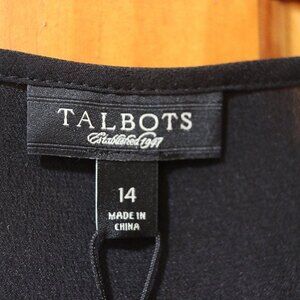 TALBOTS
Established 1947
14
MADE IN
CHINA